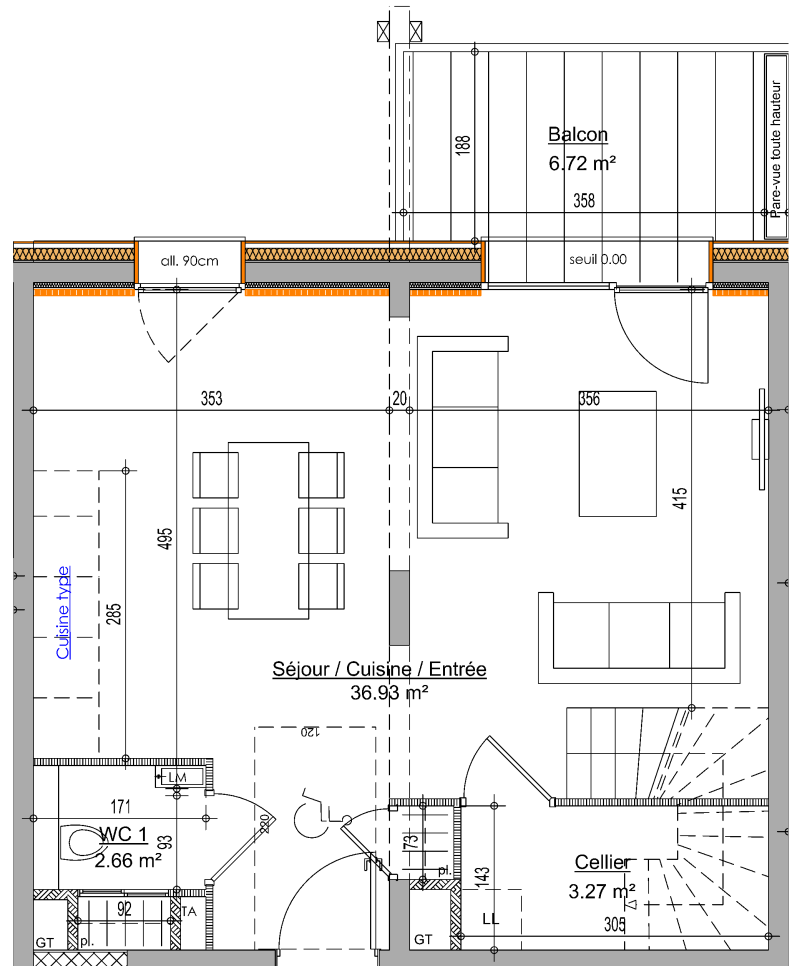 Balcon
6.72 m²
188
358
Pare-vue toute hauteur
all. 90cm
seuil 0.00
353
20
356
495
415
285
Cuisine type
Séjour / Cuisine / Entrée
36.93 m²
120
220
LM
171
WC 1
2.66 m²
93
73
pl.
143
Cellier
3.27 m²
305
LL
GT
92
pl.
TA
GT